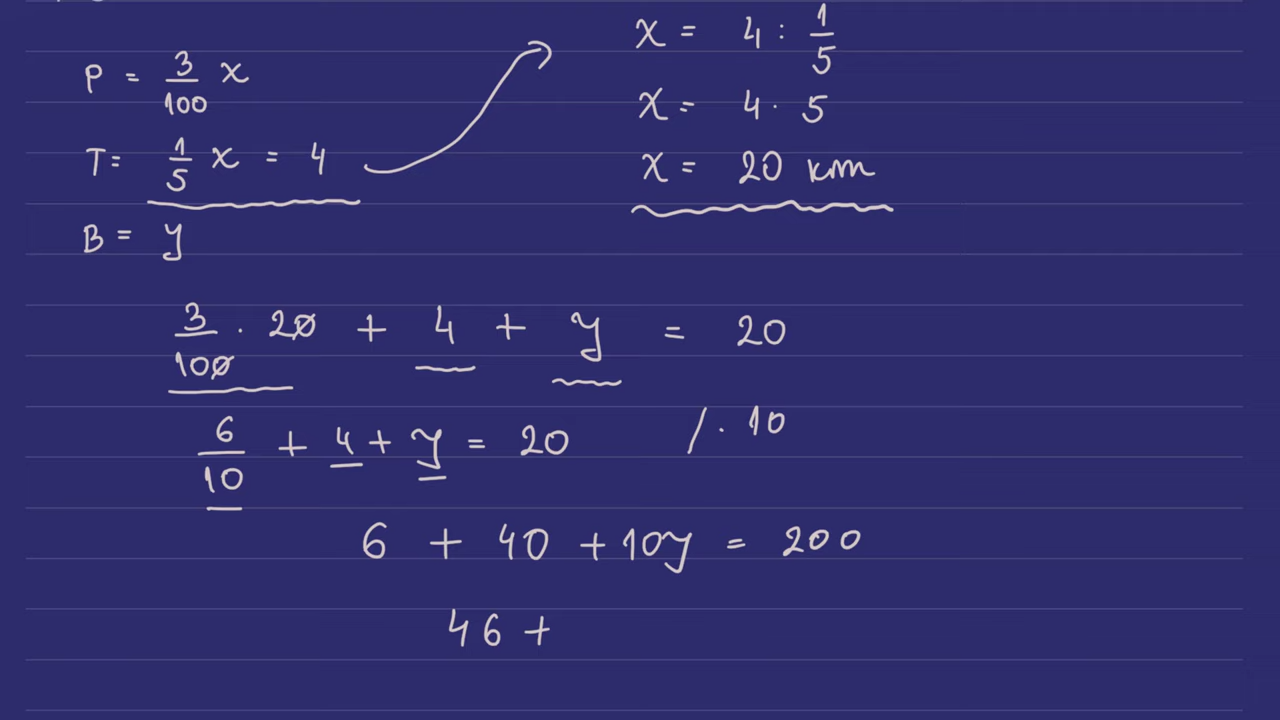 P = 3/100 x
T = 1/5 x = 4
B = y
x = 4 : 1/5
x = 4 · 5
x = 20 km
3/100 · 20 + 4 + y = 20
6/10 + 4 + y = 20 / · 10
6 + 40 + 10y = 200
46 +